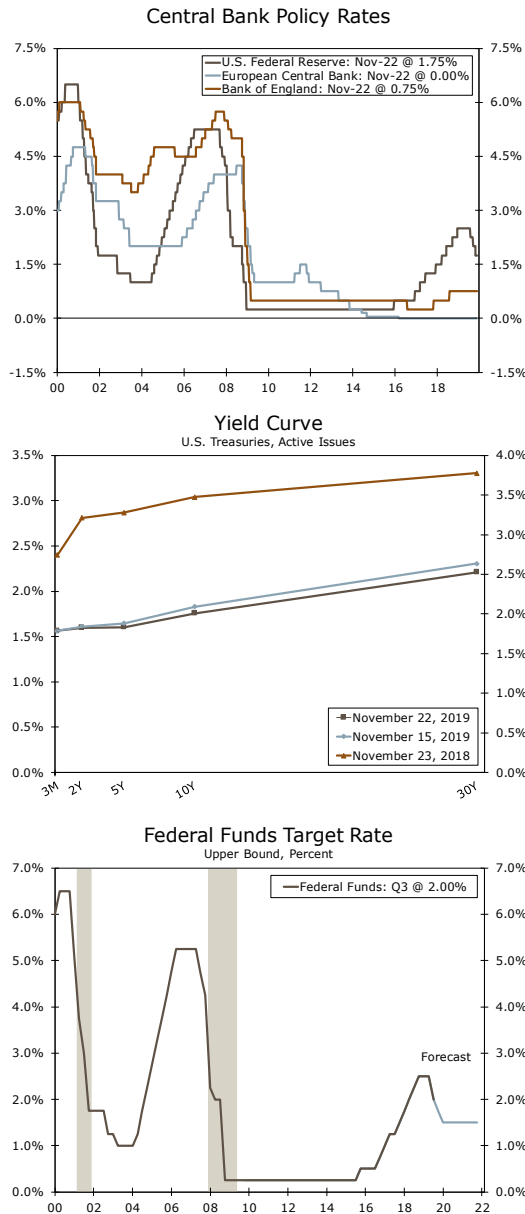 Central Bank Policy Rates
7.5% 7.5%
U.S. Federal Reserve: Nov-22 @ 1.75%
European Central Bank: Nov-22 @ 0.00%
Bank of England: Nov-22 @ 0.75%
6.0% 6.0%
4.5% 4.5%
3.0% 3.0%
1.5% 1.5%
0.0% 0.0%
-1.5% -1.5%
00 02 04 06 08 10 12 14 16 18
Yield Curve
U.S. Treasuries, Active Issues
3.5% 4.0%
3.0% 3.5%
2.5% 3.0%
2.0% 2.5%
1.5% 2.0%
1.0% 1.5%
0.5% 1.0%
0.0% 0.5%
0.0%
November 22, 2019
November 15, 2019
November 23, 2018
3M 2Y 5Y 10Y 30Y
Federal Funds Target Rate
Upper Bound, Percent
7.0% 7.0%
Federal Funds: Q3 @ 2.00%
6.0% 6.0%
5.0% 5.0%
4.0% 4.0%
3.0% 3.0%
Forecast
2.0% 2.0%
1.0% 1.0%
0.0% 0.0%
00 02 04 06 08 10 12 14 16 18 20 22